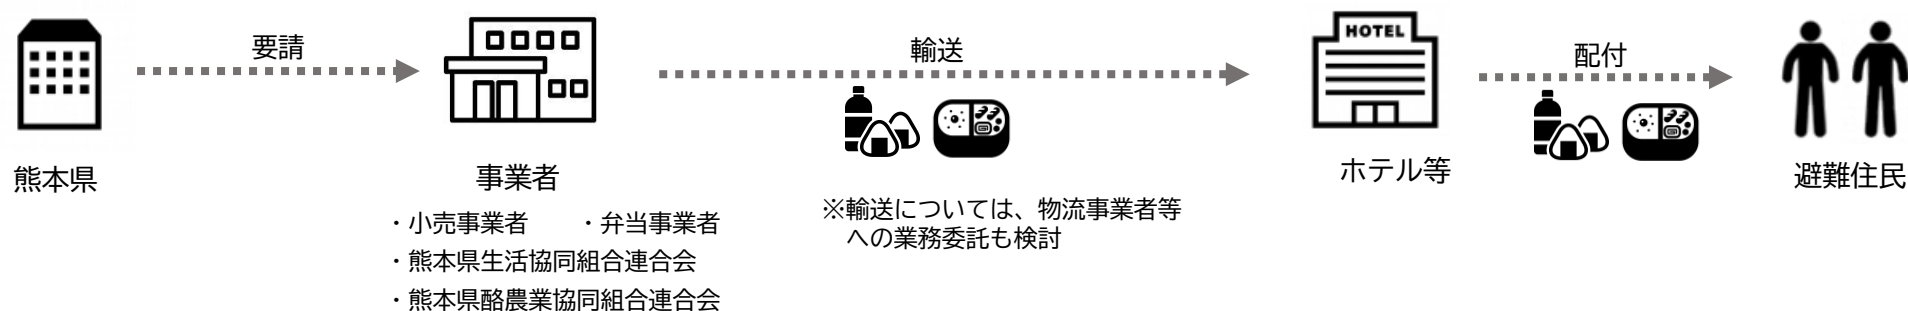 要請
輸送
HOTEL
配付
熊本県
事業者
ホテル等
避難住民
・小売事業者　　・弁当事業者
・熊本県生活協同組合連合会
・熊本県酪農業協同組合連合会
※輸送については、物流事業者等
への業務委託も検討